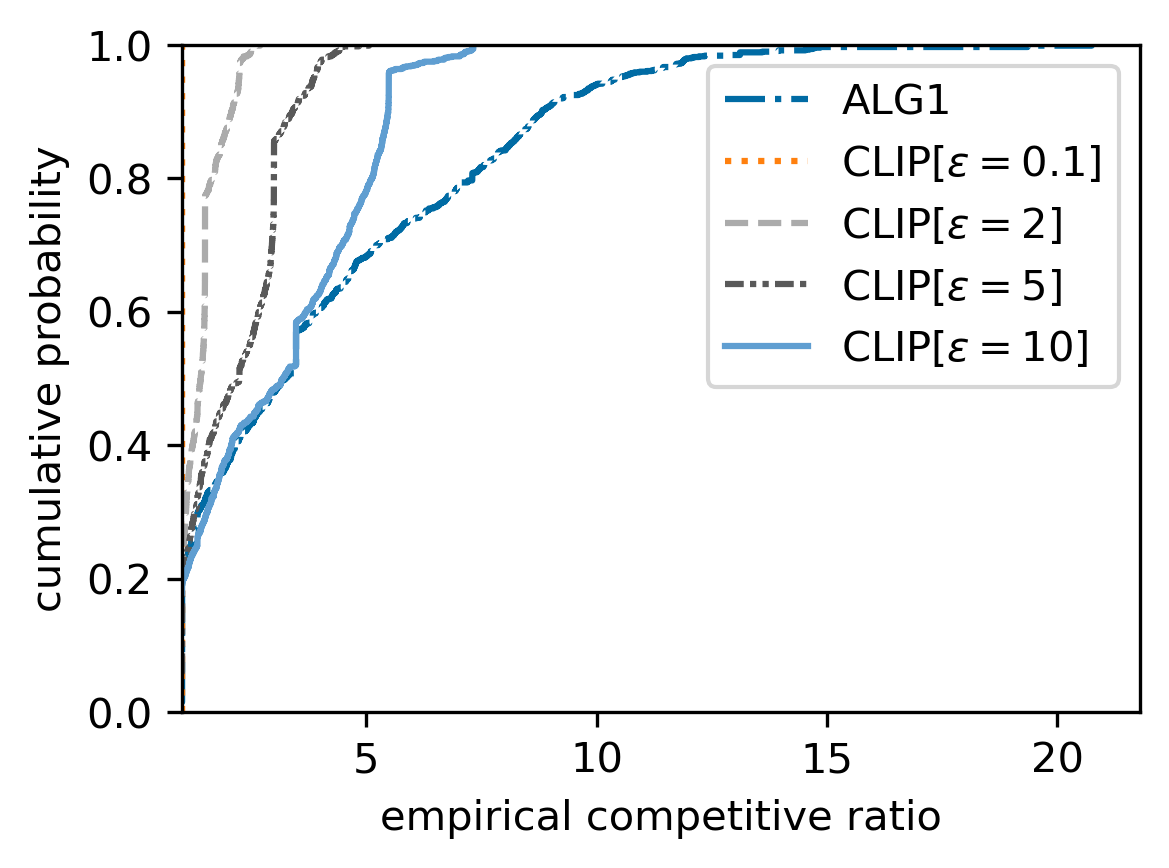 1.0
0.8
0.6
0.4
0.2
0.0
cumulative probability
5
10
15
20
empirical competitive ratio
ALG1
CLIP[ε = 0.1]
CLIP[ε = 2]
CLIP[ε = 5]
CLIP[ε = 10]